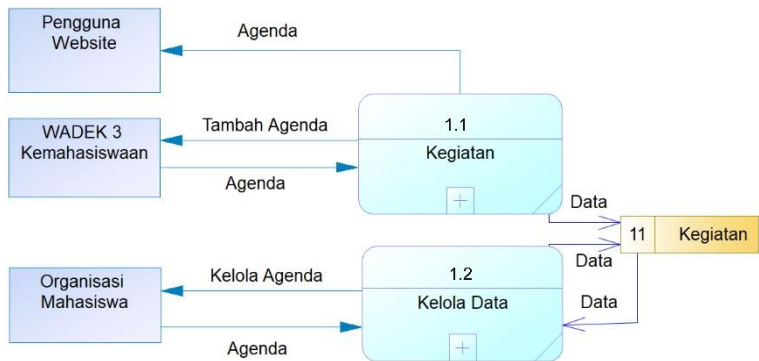 Pengguna
Website
Agenda
WADEK 3
Kemahasiswaan
Tambah Agenda
Agenda
1.1
Kegiatan
Data
11 Kegiatan
Data
Organisasi
Mahasiswa
Kelola Agenda
Agenda
1.2
Kelola Data
Data